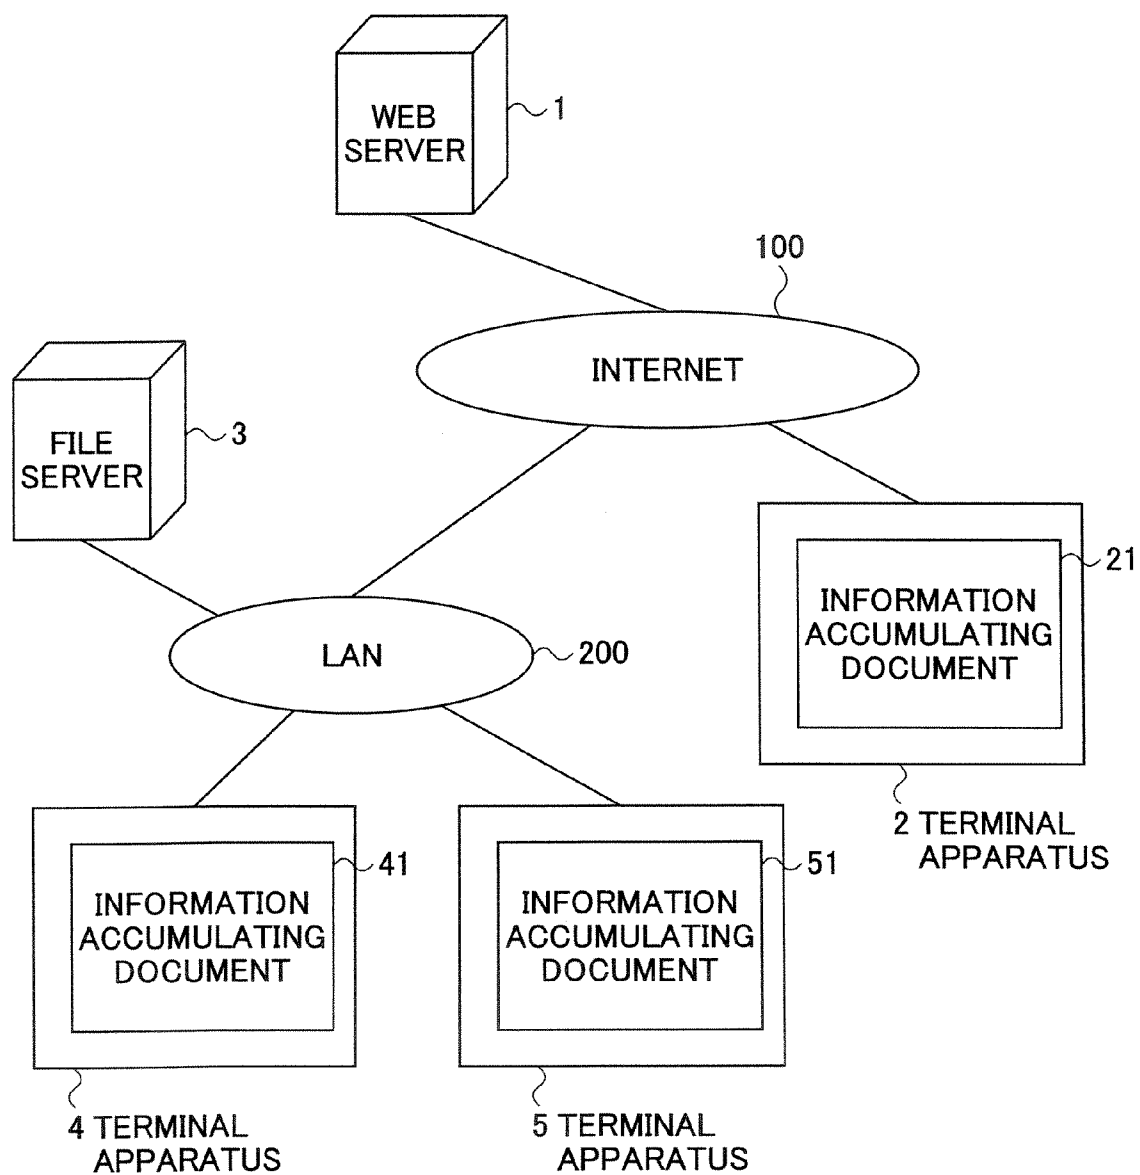 WEB
SERVER
1
100
INTERNET
FILE
SERVER
3
21
INFORMATION
ACCUMULATING
DOCUMENT
LAN
200
2 TERMINAL
APPARATUS
41
INFORMATION
ACCUMULATING
DOCUMENT
51
INFORMATION
ACCUMULATING
DOCUMENT
4 TERMINAL
APPARATUS
5 TERMINAL
APPARATUS